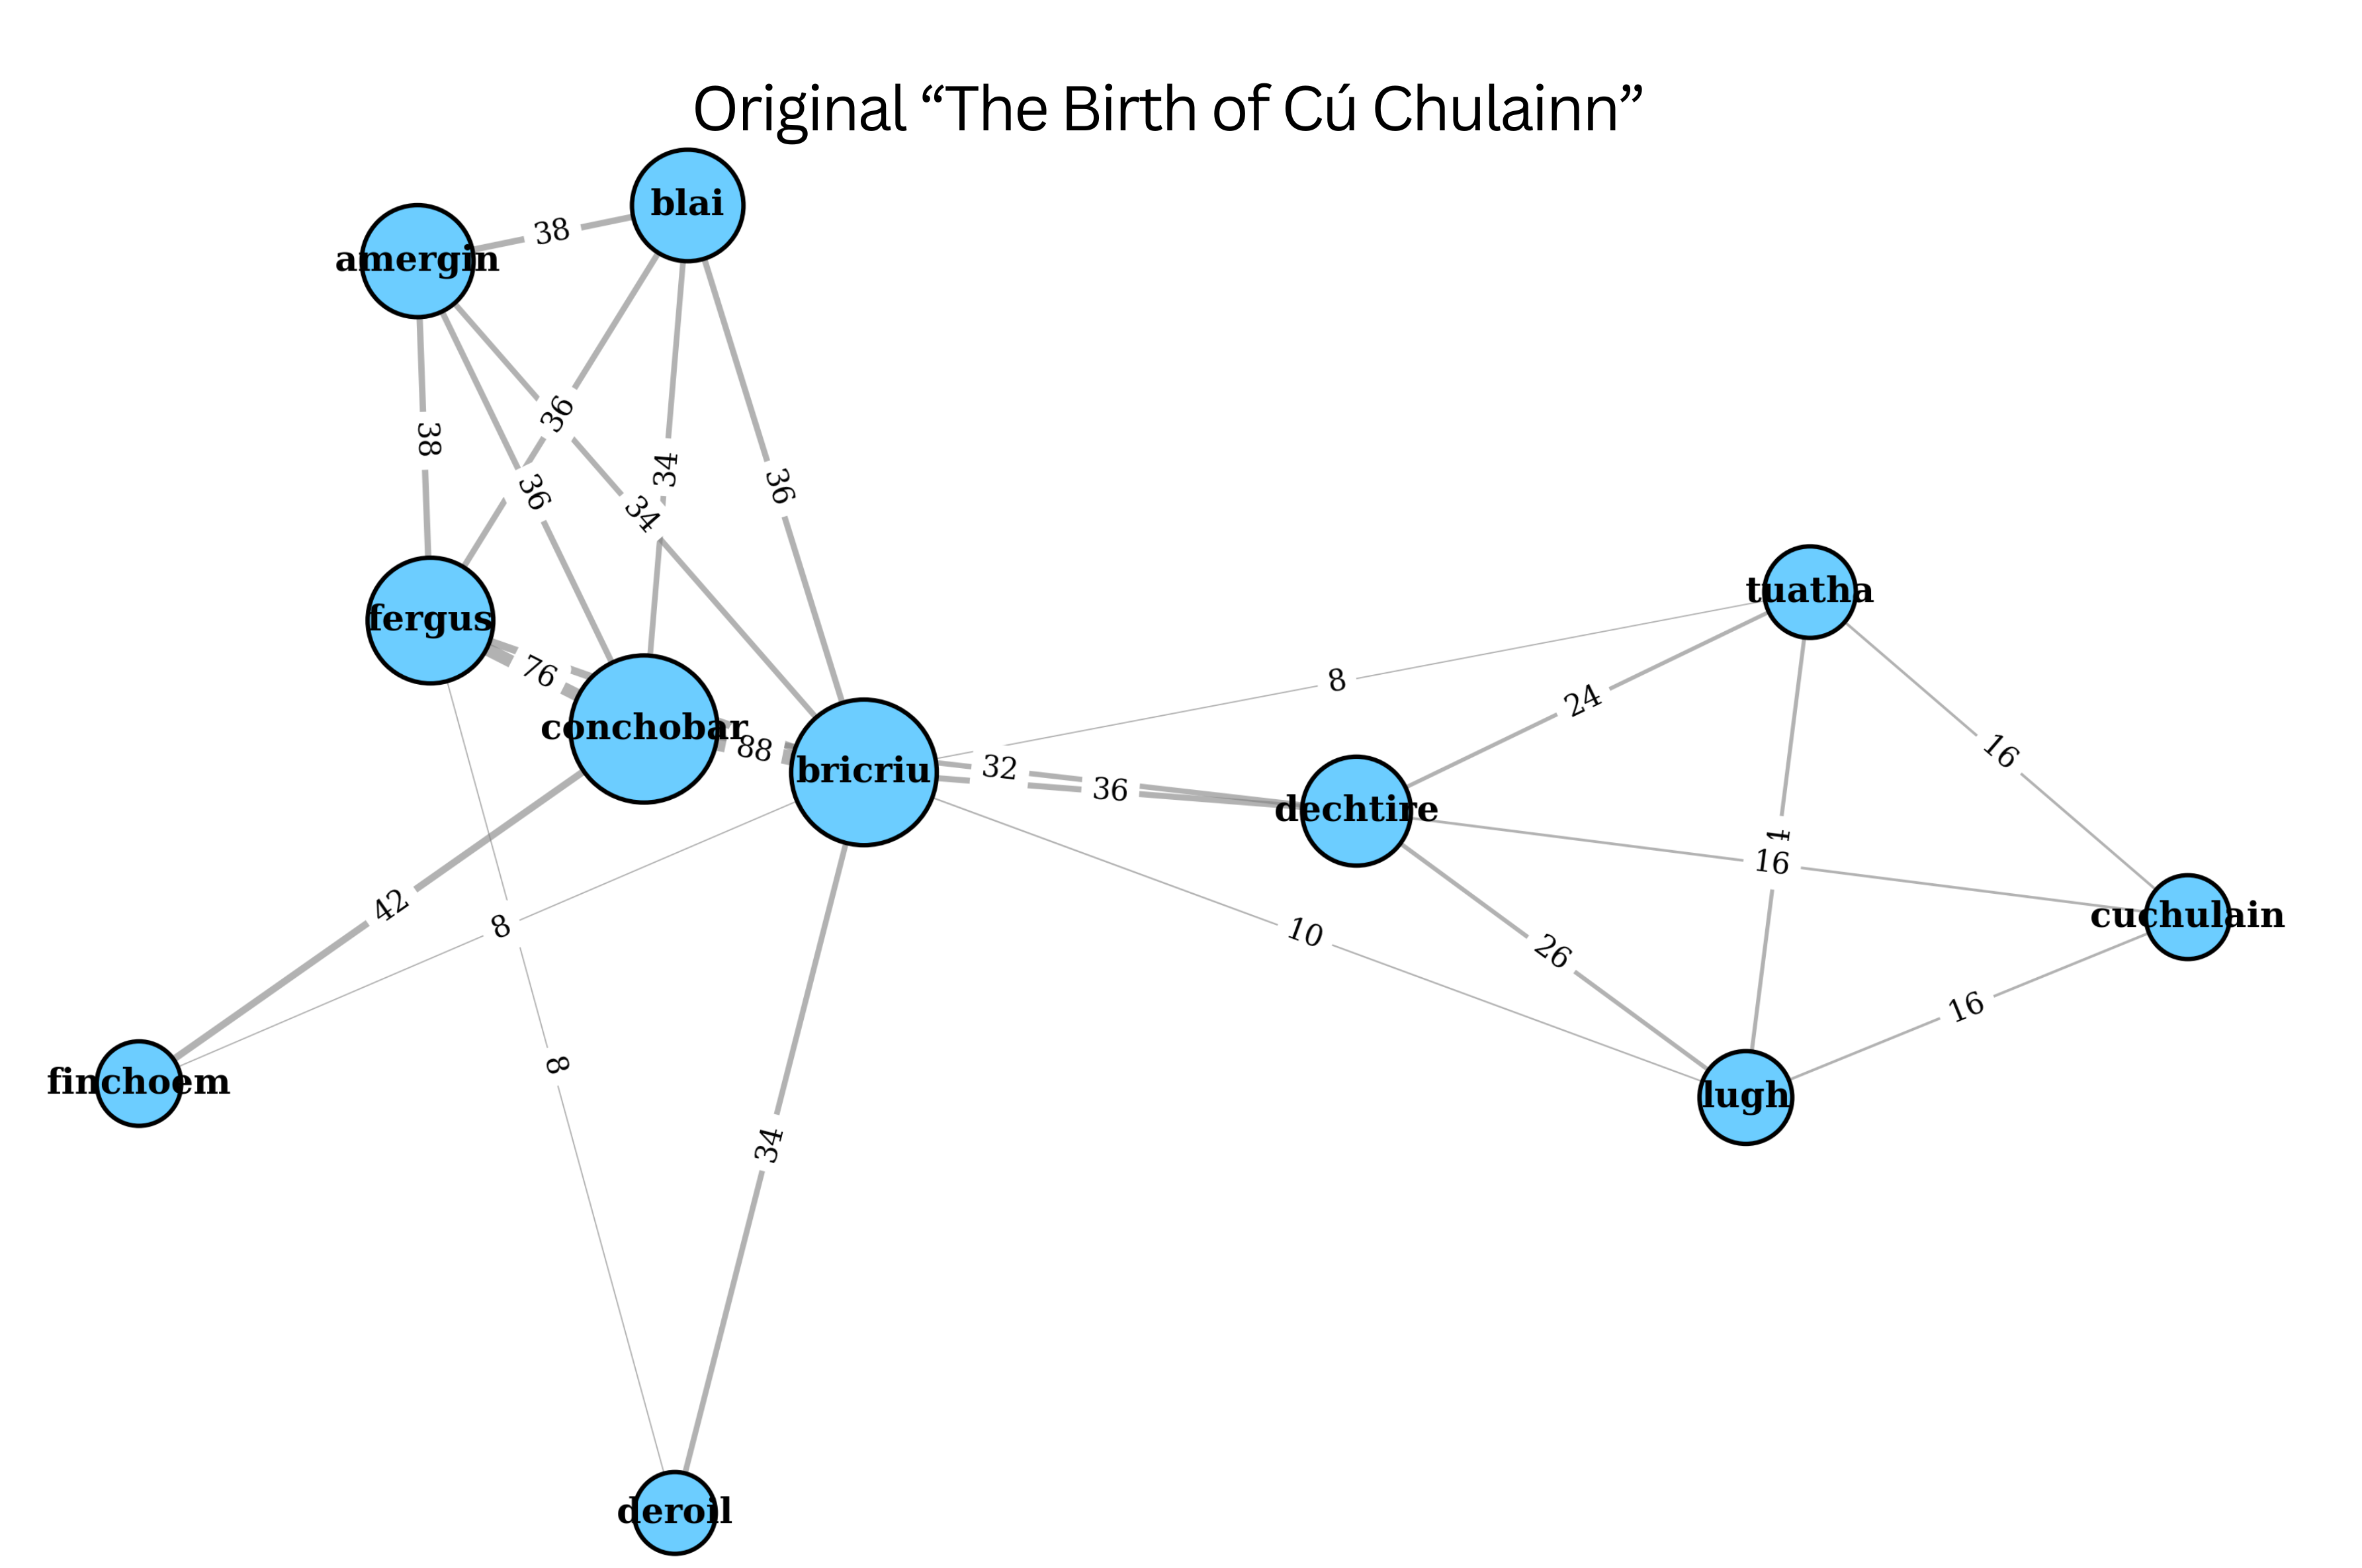 Original “The Birth of Cú Chulainn”
blai
38
amergin
36
38
34
36
36
34
tuatha
fergus
76
8
24
conchobar
88
16
bricriu
32
36
dechtire
16
42
8
10
26
cuchulain
16
8
finchoem
lugh
34
deroil